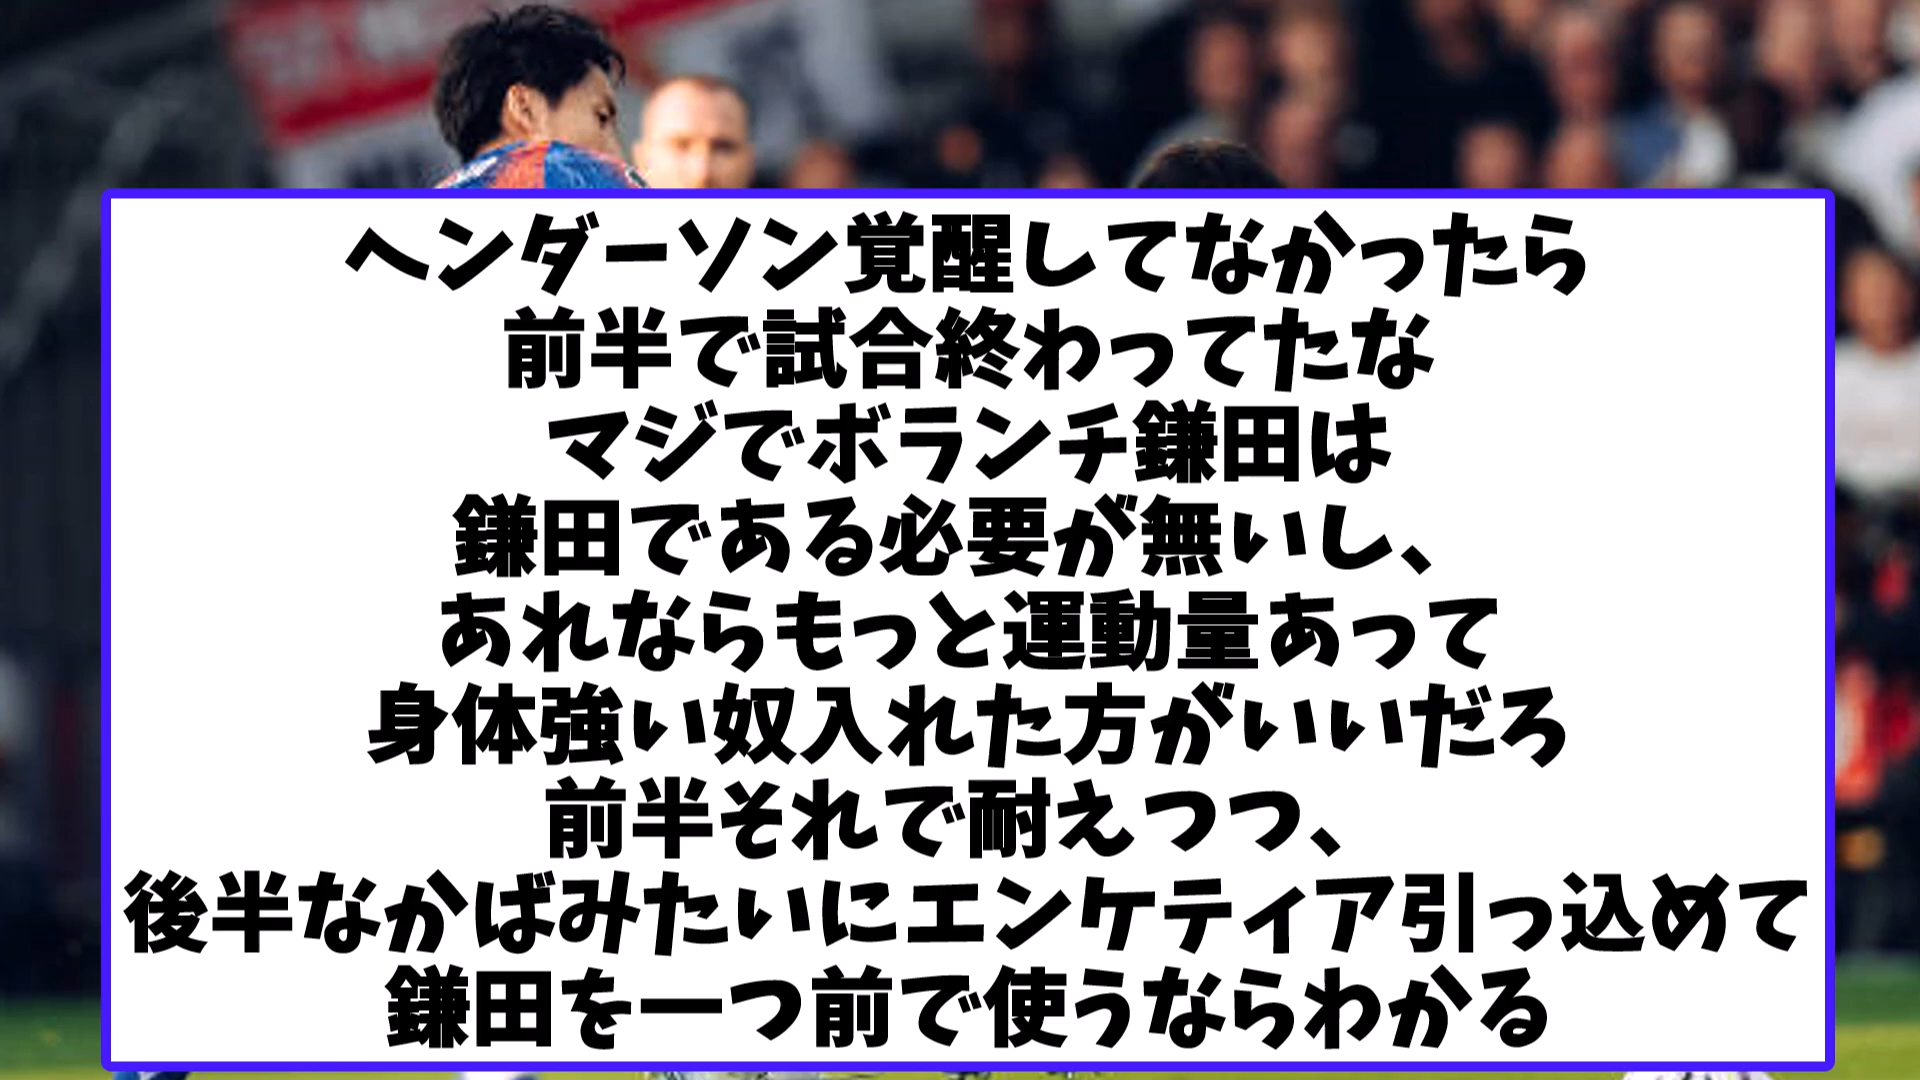 ヘンダーソン覚醒してなかったら
前半で試合終わってたな
マジでボランチ鎌田は
鎌田である必要が無いし、
あれならもっと運動量あって
身体強い奴入れた方がいいだろ
前半それで耐えつつ、
後半なかばみたいにエンケティア引っ込めて
鎌田を一つ前で使うならわかる